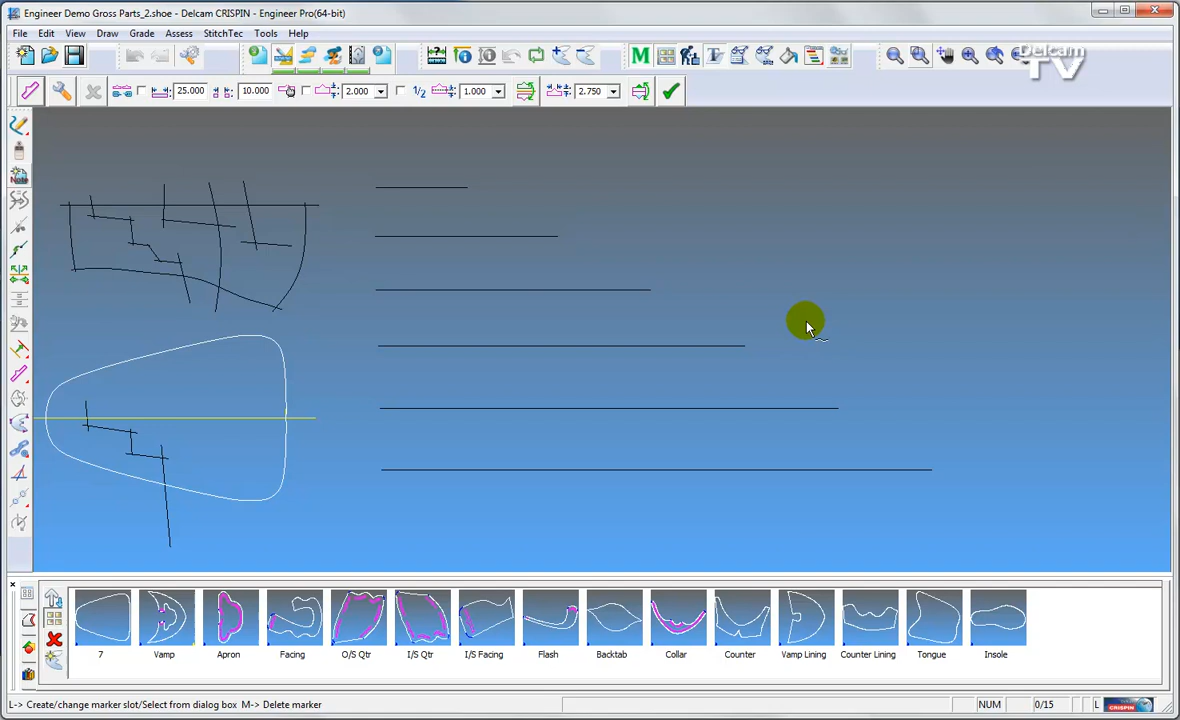 Engineer Demo Gross Parts_2.shoe - Delcam CRISPIN - Engineer Pro(64-bit)
File Edit View Draw Grade Assess StitchTec Tools Help
Delcam
TV
25.000 10.000 2.000 1/2 1.000 2.750
Note
7 Vamp Apron Facing O/S Qtr I/S Qtr I/S Facing Flash Backtab Collar Counter Vamp Lining Counter Lining Tongue Insole
L-> Create/change marker slot/Select from dialog box M-> Delete marker NUM 0/15 L CRISPIN